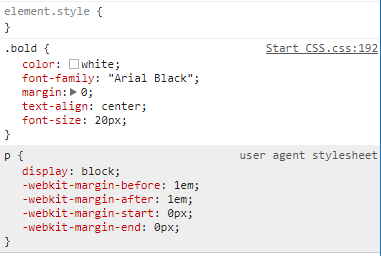 element.style {
}
.bold { Start CSS.css:192
color: white;
font-family: "Arial Black";
margin: 0;
text-align: center;
font-size: 20px;
}
p { user agent stylesheet
display: block;
-webkit-margin-before: 1em;
-webkit-margin-after: 1em;
-webkit-margin-start: 0px;
-webkit-margin-end: 0px;
}